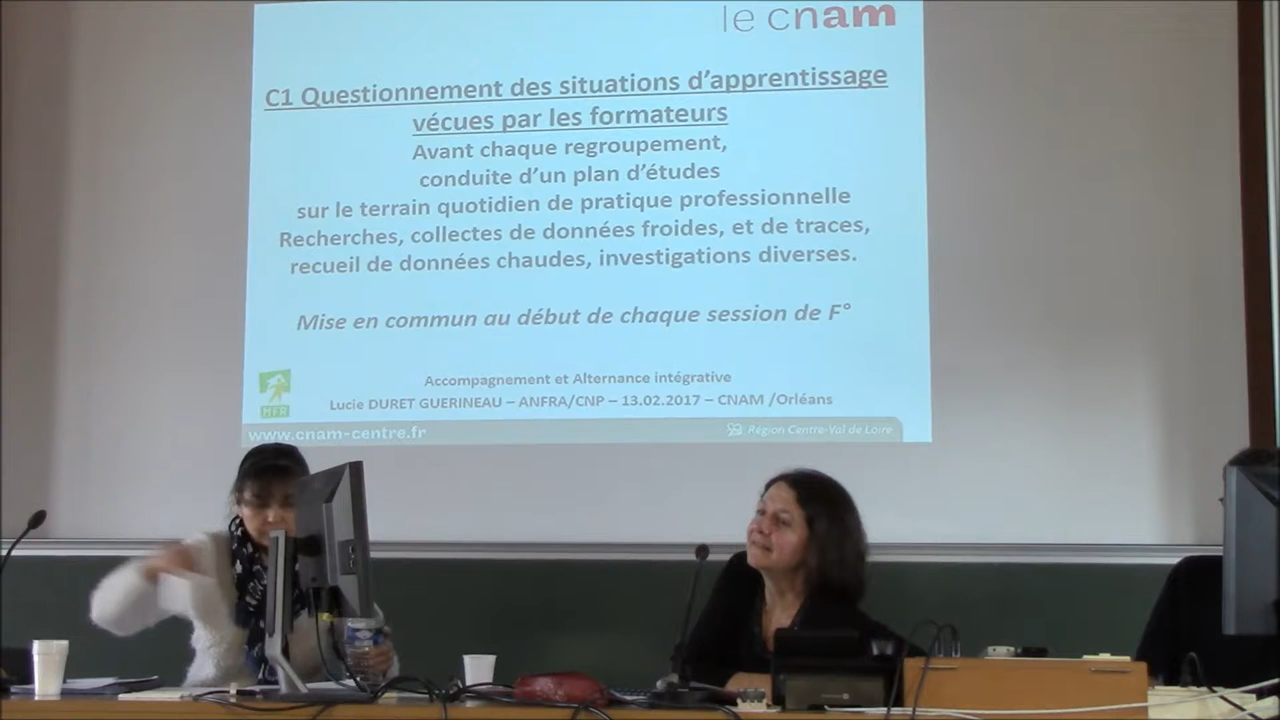 le cnam
C1 Questionnement des situations d'apprentissage
vécues par les formateurs
Avant chaque regroupement,
conduite d'un plan d'études
sur le terrain quotidien de pratique professionnelle
Recherches, collectes de données froides, et de traces,
recueil de données chaudes, investigations diverses.
Mise en commun au début de chaque session de F°
Accompagnement et Alternance intégrative
MFR
Lucie DURET GUERINEAU – ANFRA/CNP – 13.02.2017 – CNAM /Orléans
www.cnam-centre.fr
Région Centre-Val de Loire